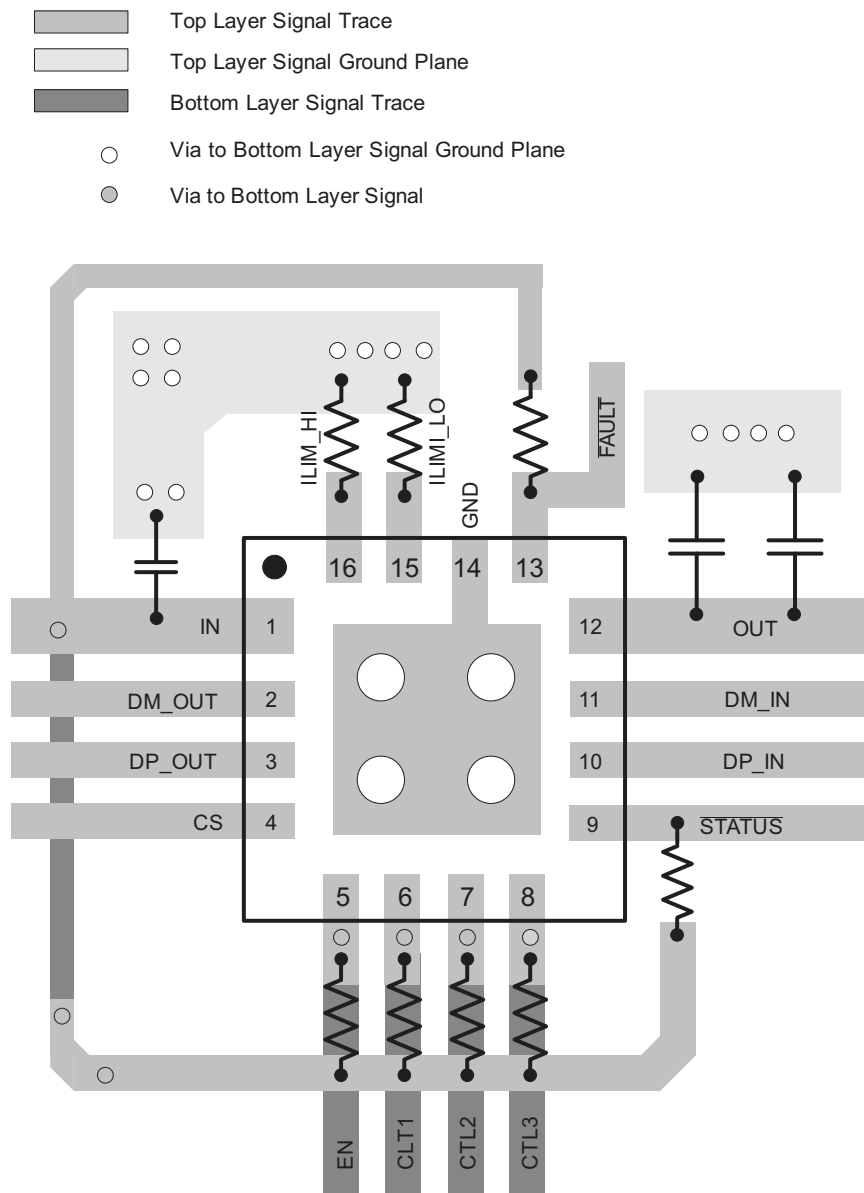 Top Layer Signal Trace
Top Layer Signal Ground Plane
Bottom Layer Signal Trace
Via to Bottom Layer Signal Ground Plane
Via to Bottom Layer Signal
ILIM_HI
ILIMI_LO
GND
FAULT
16 15 14 13
IN 1
12 OUT
DM_OUT 2
11 DM_IN
DP_OUT 3
10 DP_IN
CS 4
9 STATUS
5 6 7 8
EN
CLT1
CTL2
CTL3